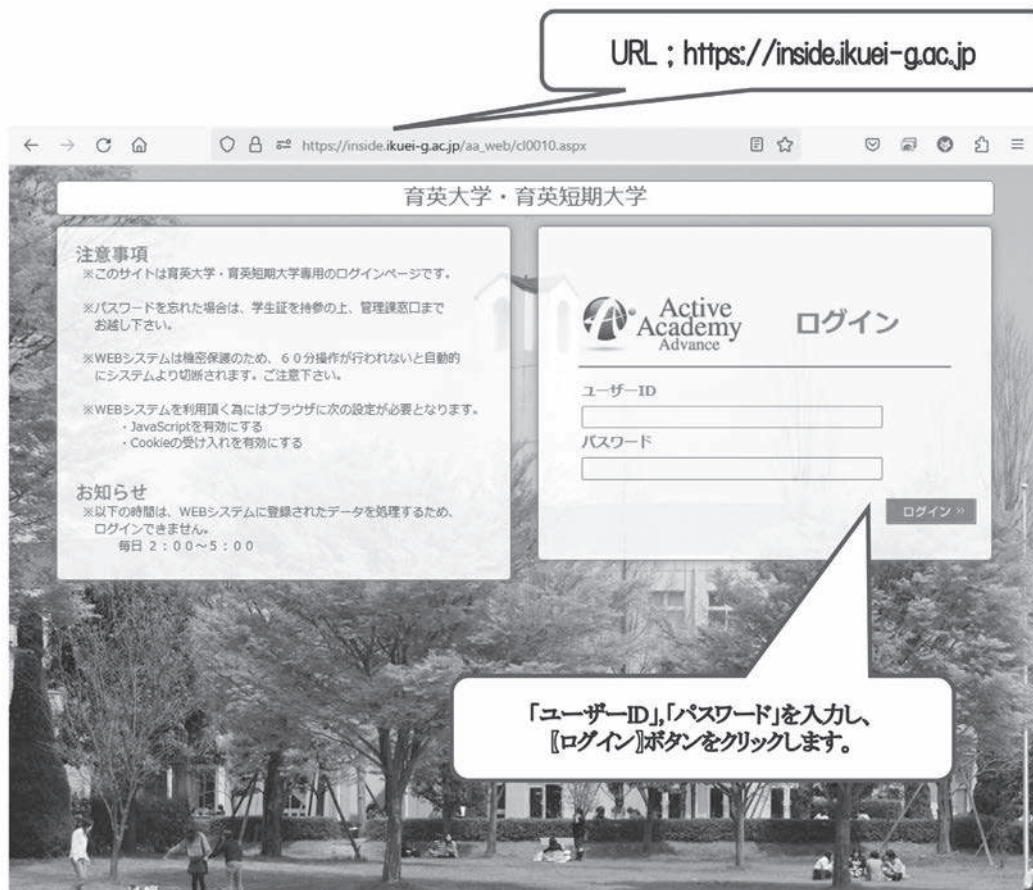 URL ; https://inside.ikuei-g.ac.jp
https://inside.ikuei-g.ac.jp/aa_web/cl0010.aspx
育英大学・育英短期大学
注意事項
※このサイトは育英大学・育英短期大学専用のログインページです。
※パスワードを忘れた場合は、学生証を持参の上、管理課窓口まで
お越し下さい。
※WEBシステムは機密保護のため、６０分操作が行われないと自動的
にシステムより切断されます。ご注意下さい。
※WEBシステムを利用頂く為にはブラウザに次の設定が必要となります。
・JavaScriptを有効にする
・Cookieの受け入れを有効にする
お知らせ
※以下の時間は、WEBシステムに登録されたデータを処理するため、
ログインできません。
毎日 ２：００～５：００
Active
Academy
Advance
ログイン
ユーザーID
パスワード
ログイン »
「ユーザーID」,「パスワード」を入力し、
〚ログイン〛ボタンをクリックします。